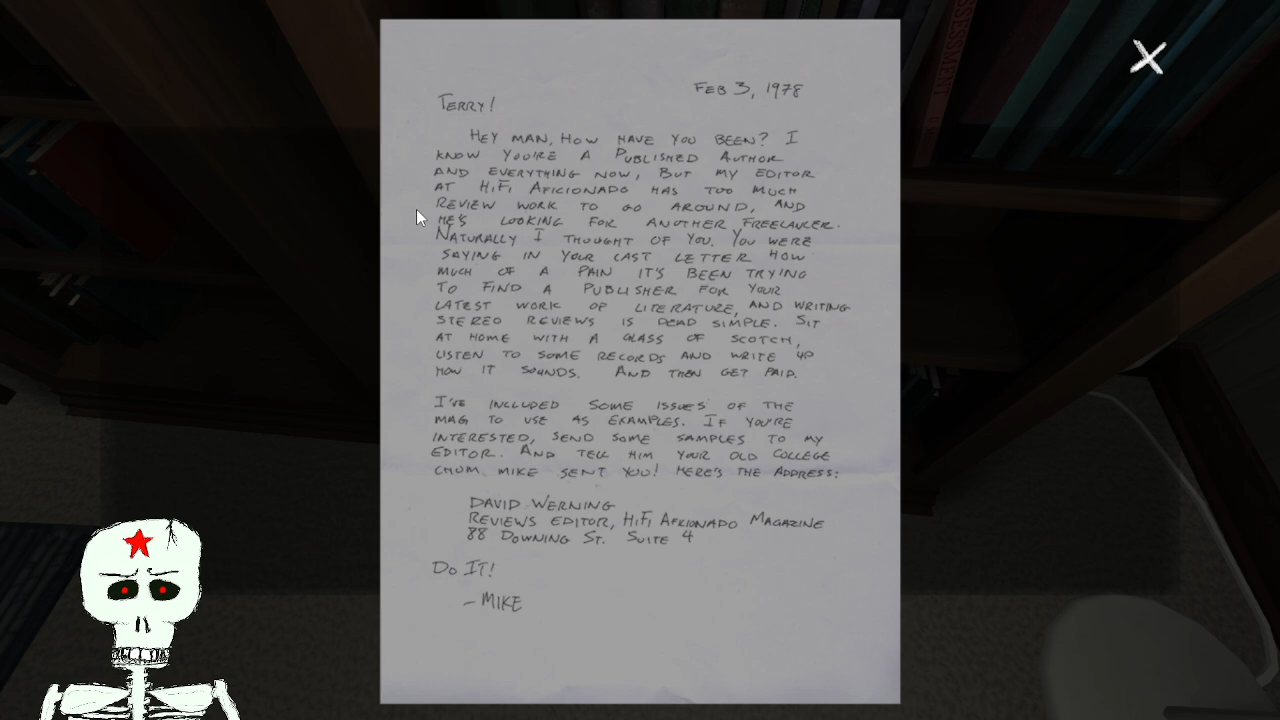 FEB 3, 1978
TERRY!
HEY MAN, HOW HAVE YOU BEEN? I
KNOW YOU'RE A PUBLISHED AUTHOR
AND EVERYTHING NOW, BUT MY EDITOR
AT HIFI AFICIONADO HAS TOO MUCH
REVIEW WORK TO GO AROUND, AND
HE'S LOOKING FOR ANOTHER FREELANCER.
NATURALLY I THOUGHT OF YOU. YOU WERE
SAYING IN YOUR LAST LETTER HOW
MUCH OF A PAIN IT'S BEEN TRYING
TO FIND A PUBLISHER FOR YOUR
LATEST WORK OF LITERATURE, AND WRITING
STEREO REVIEWS IS DEAD SIMPLE. SIT
AT HOME WITH A GLASS OF SCOTCH,
LISTEN TO SOME RECORDS AND WRITE UP
HOW IT SOUNDS. AND THEN GET PAID.
I'VE INCLUDED SOME ISSUES OF THE
MAG TO USE AS EXAMPLES. IF YOU'RE
INTERESTED, SEND SOME SAMPLES TO MY
EDITOR. AND TELL HIM YOUR OLD COLLEGE
CHUM MIKE SENT YOU! HERE'S THE ADDRESS:
DAVID WERNING
REVIEWS EDITOR, HIFI AFICIONADO MAGAZINE
88 DOWNING ST. SUITE 4
DO IT!
- MIKE